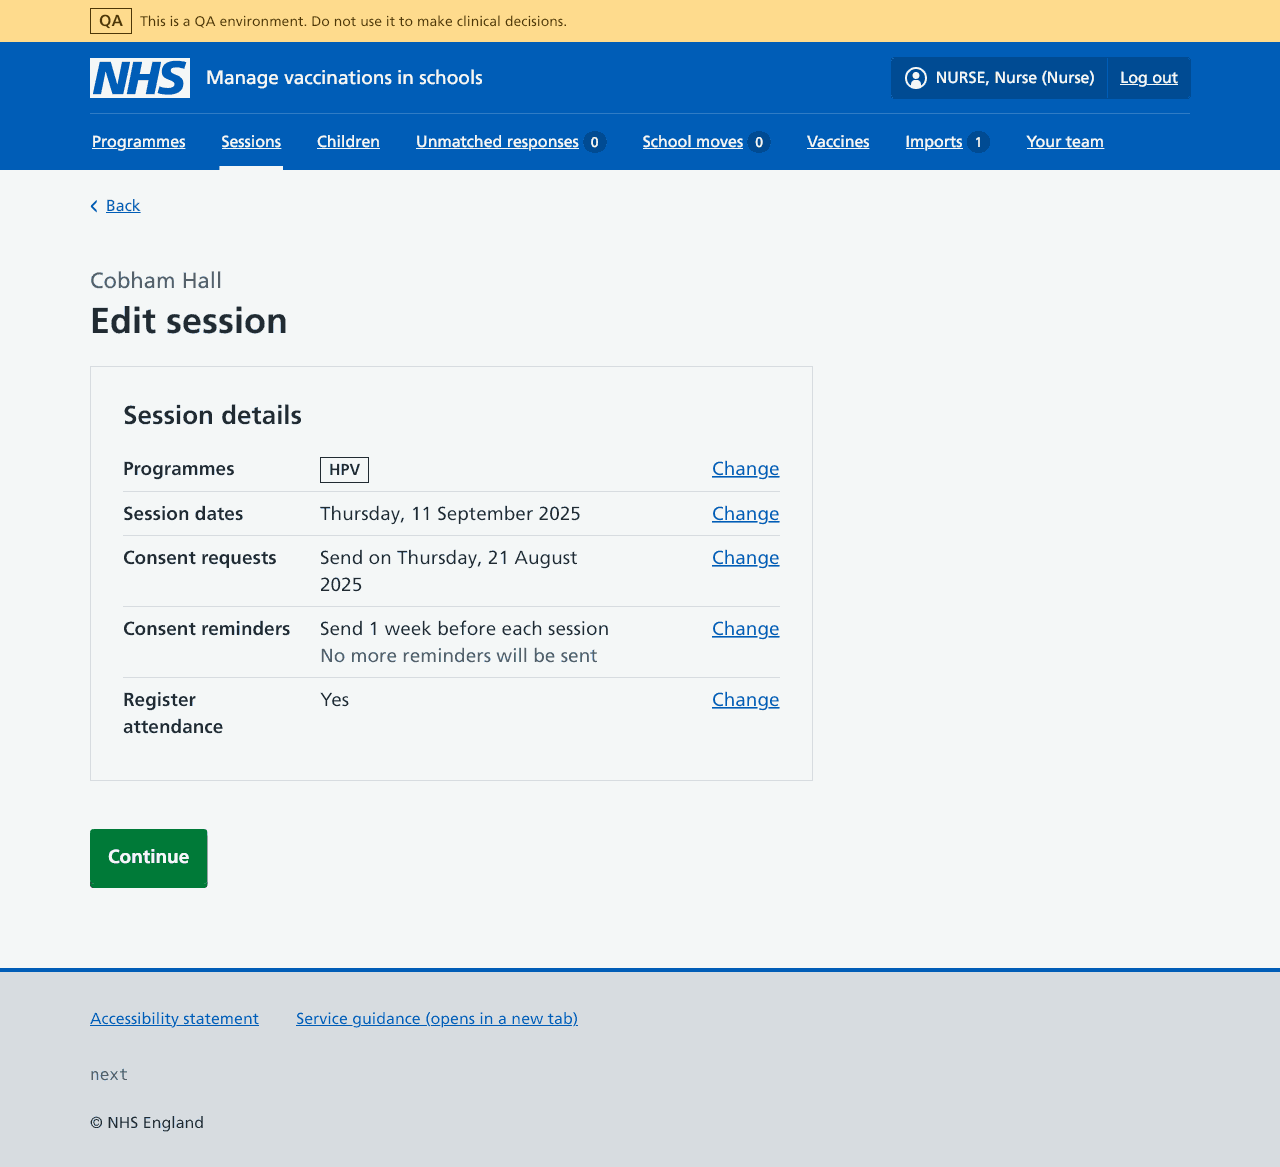 QA This is a QA environment. Do not use it to make clinical decisions.
NHS Manage vaccinations in schools NURSE, Nurse (Nurse) Log out
Programmes Sessions Children Unmatched responses 0 School moves 0 Vaccines Imports 1 Your team
Back
Cobham Hall
Edit session
Session details
Programmes HPV Change
Session dates Thursday, 11 September 2025 Change
Consent requests Send on Thursday, 21 August Change
2025
Consent reminders Send 1 week before each session Change
No more reminders will be sent
Register Yes Change
attendance
Continue
Accessibility statement Service guidance (opens in a new tab)
next
© NHS England